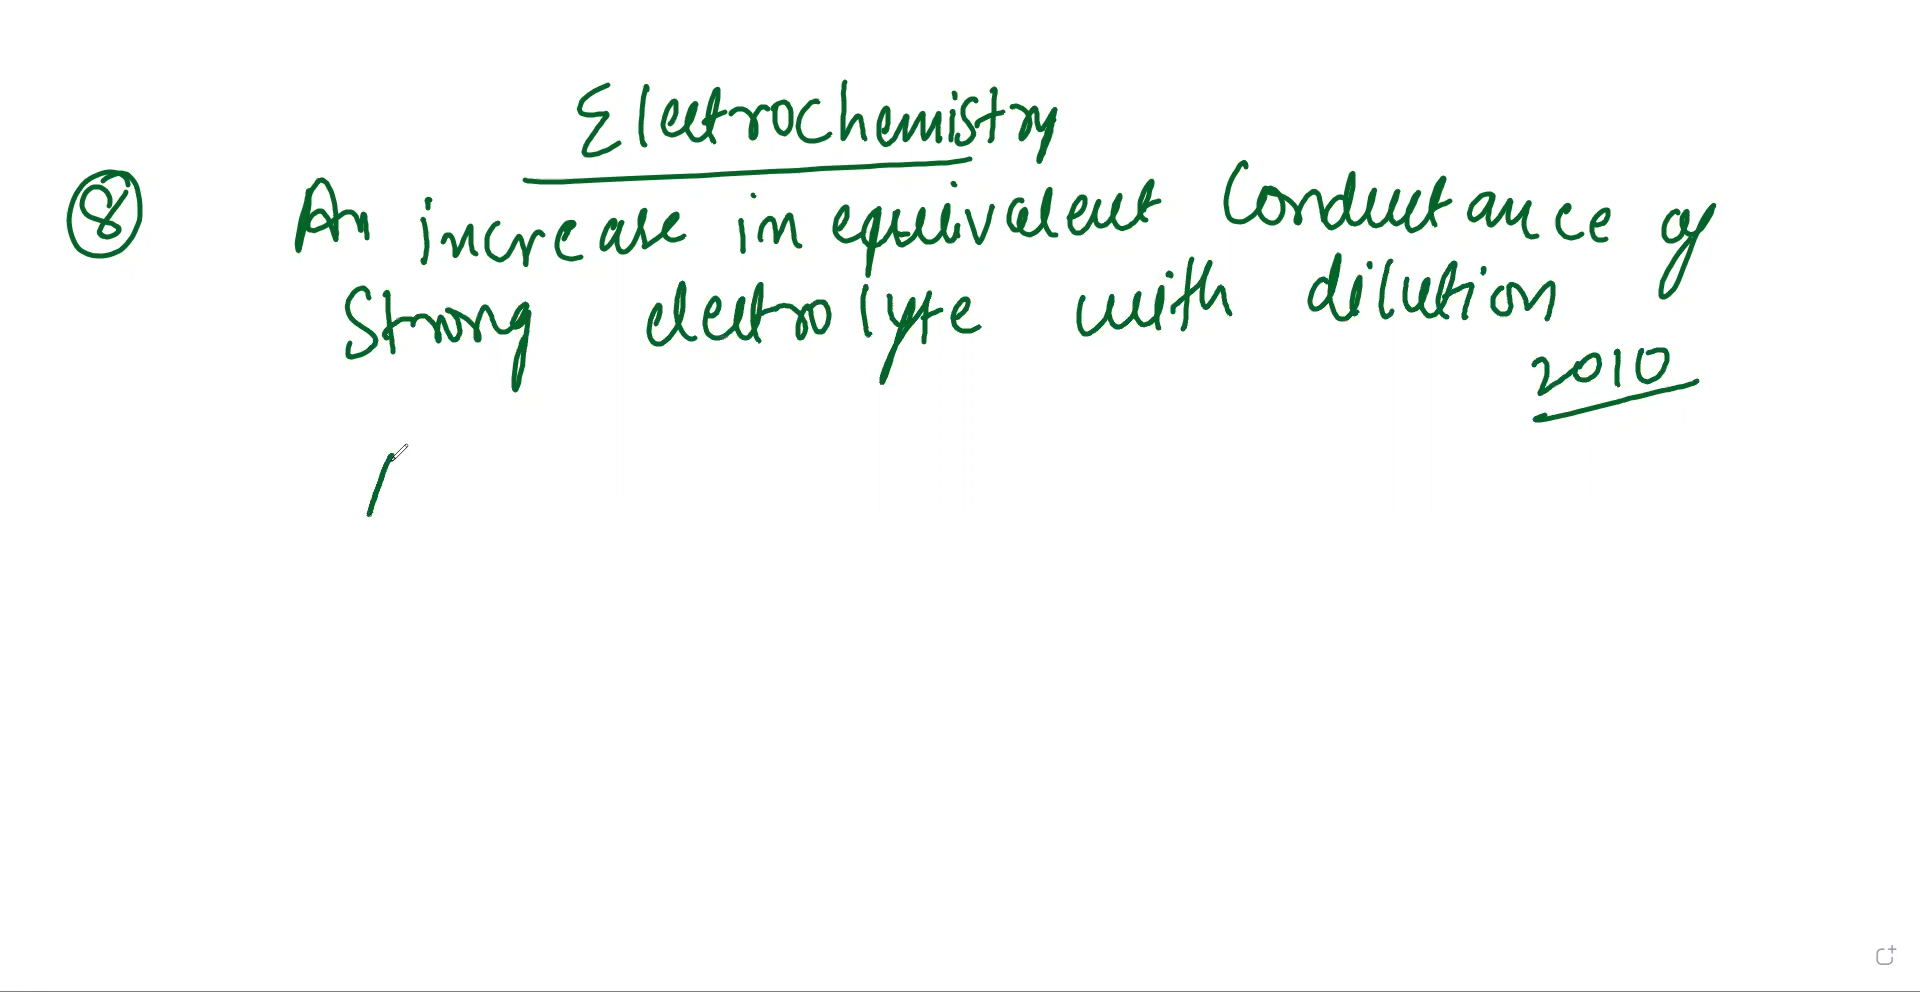 Electrochemistry
8 An increase in equivalent Conductance of
Strong electrolyte with dilution
2010